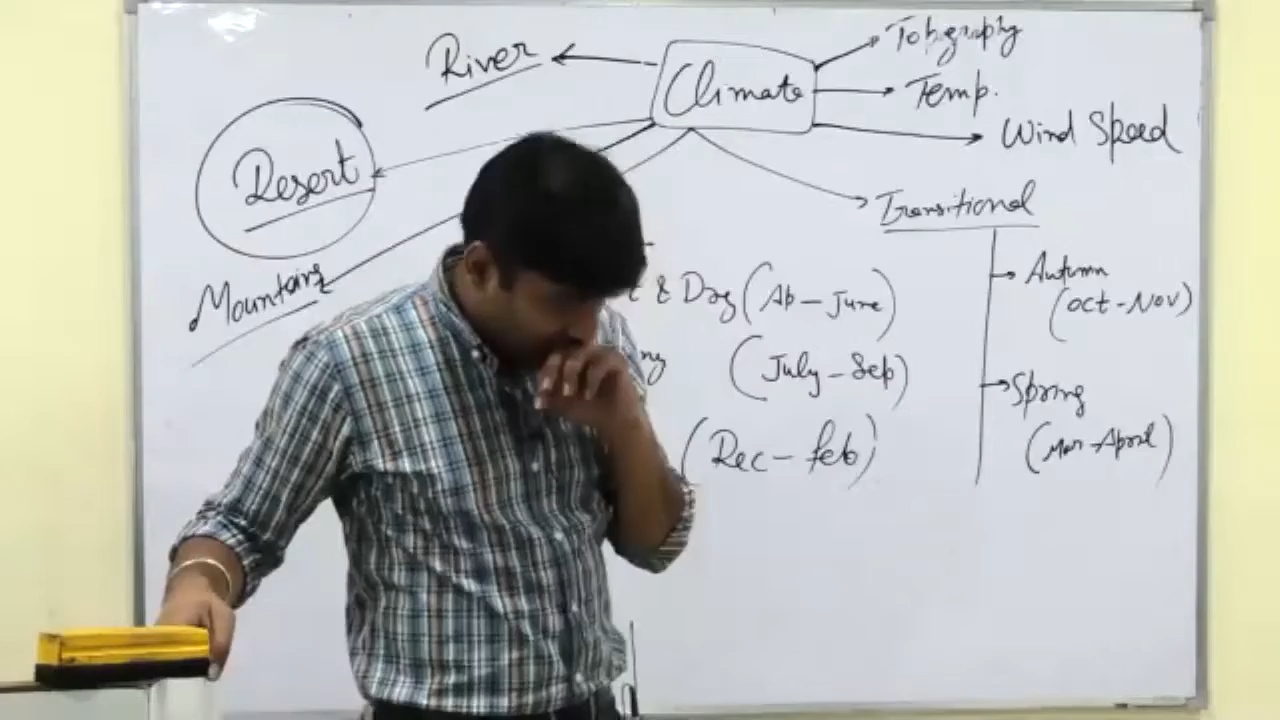 River
Climate
Topography
Temp.
Wind Speed
Desert
Mountains
Transitional
& Dry (Ap - June)
(July - Sep)
(Dec - feb)
Autumn
(Oct - Nov)
Spring
(Mar - April)